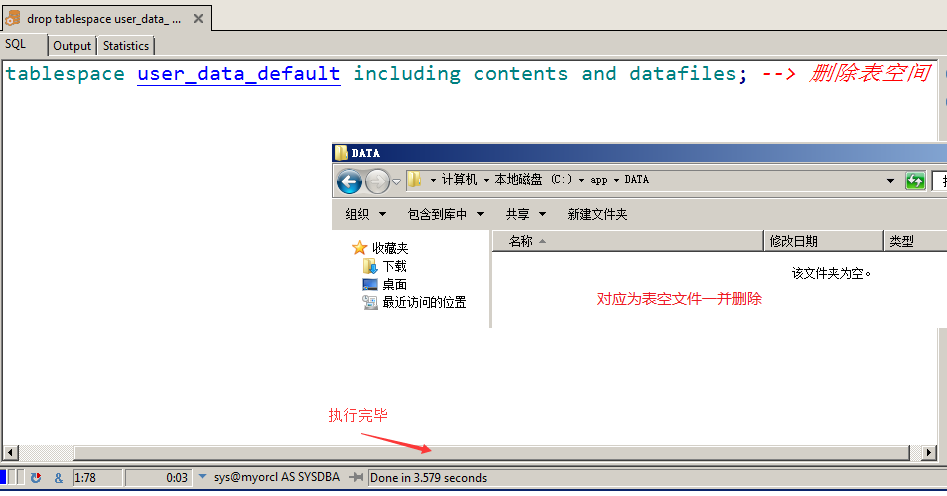 drop tablespace user_data_ ...
SQL
Output
Statistics
tablespace user_data_default including contents and datafiles; --> 删除表空间
DATA
计算机 本地磁盘 (C:) app DATA
组织 包含到库中 共享 新建文件夹
收藏夹
下载
桌面
最近访问的位置
名称 修改日期 类型
该文件夹为空。
对应为表空文件一并删除
执行完毕
& 1:78 0:03 sys@myorcl AS SYSDBA Done in 3.579 seconds